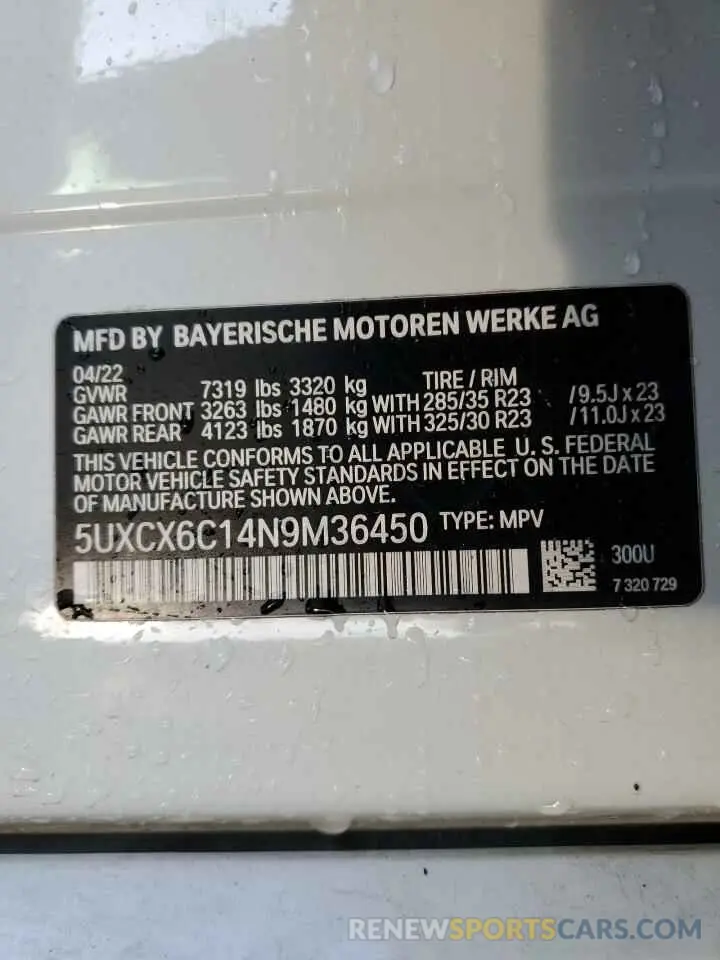 MFD BY BAYERISCHE MOTOREN WERKE AG
04/22 TIRE / RIM
GVWR 7319 lbs 3320 kg
GAWR FRONT 3263 lbs 1480 kg WITH 285/35 R23 /9.5J x 23
GAWR REAR 4123 lbs 1870 kg WITH 325/30 R23 /11.0J x 23
THIS VEHICLE CONFORMS TO ALL APPLICABLE U. S. FEDERAL
MOTOR VEHICLE SAFETY STANDARDS IN EFFECT ON THE DATE
OF MANUFACTURE SHOWN ABOVE.
5UXCX6C14N9M36450 TYPE: MPV
300U
7 320 729
RENEWSPORTSCARS.COM